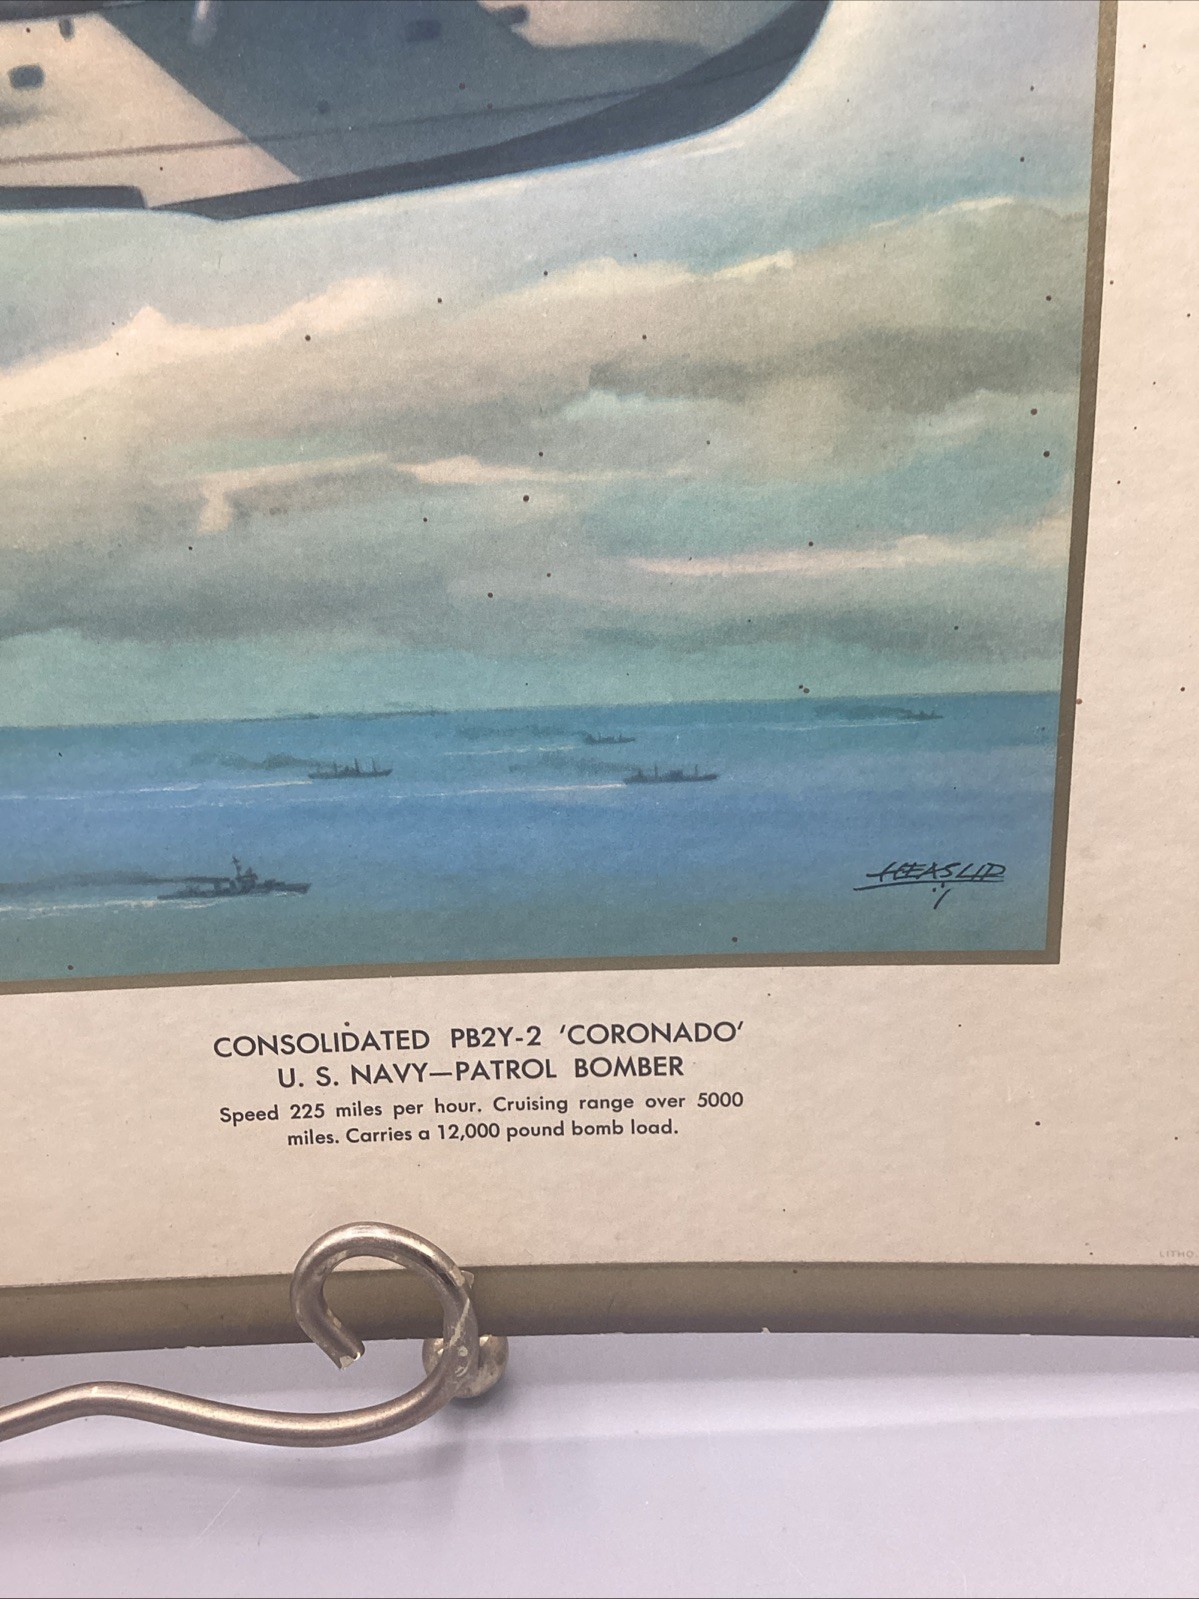 HEASLIP
CONSOLIDATED PB2Y-2 'CORONADO'
U. S. NAVY—PATROL BOMBER
Speed 225 miles per hour. Cruising range over 5000
miles. Carries a 12,000 pound bomb load.
LITHO.